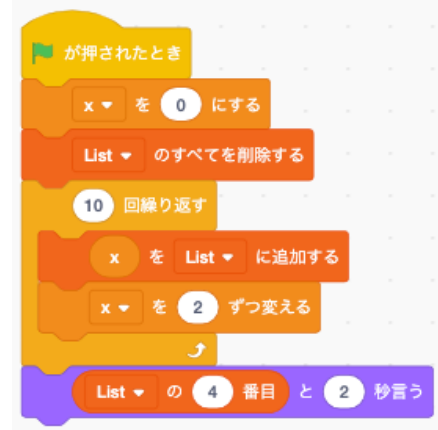 が押されたとき
x を 0 にする
List のすべてを削除する
10 回繰り返す
x を List に追加する
x を 2 ずつ変える
List の 4 番目 と 2 秒言う